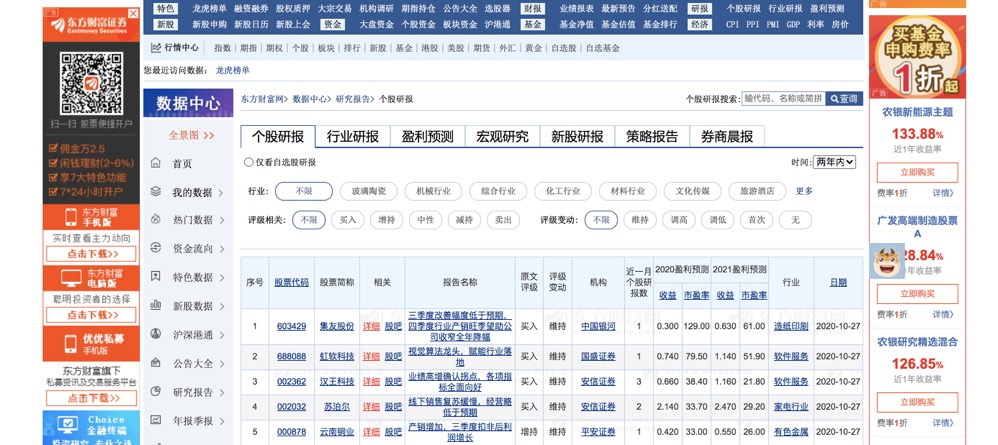 特色 龙虎榜单 融资融券 股权质押 大宗交易 机构调研 期指持仓 公告大全 选股器 财报 业绩报表 最新预告 分红送配 研报 个股研报 行业研报 盈利预测
新股 新股申购 新股日历 新股上会 资金 大盘资金 个股资金 板块资金 沪港通 基金 基金净值 基金估值 基金排行 经济 CPI PPI PMI GDP 利率 房价
行情中心 指数 期指 期权 个股 板块 排行 新股 基金 港股 美股 期货 外汇 黄金 自选股 自选基金
您最近访问数据: 龙虎榜单
东方财富证券
Eastmoney Securities
扫一扫 股票便捷开户
佣金万2.5
闲钱理财(2~6%)
享7大特色功能
7*24小时开户
东方财富
手机版
实时查看主力动向
点击下载>>
东方财富
电脑版
聪明投资者的选择
点击下载>>
优优私募
手机版
东方财富旗下
私募资讯及交易服务平台
点击下载>>
Choice
金融终端
数据中心
全景图 >>
首页
我的数据
热门数据
资金流向
特色数据
新股数据
沪深港通
公告大全
研究报告
年报季报
东方财富网> 数据中心> 研究报告> 个股研报
个股研报搜索: 输代码、名称或简拼 查询
个股研报 行业研报 盈利预测 宏观研究 新股研报 策略报告 券商晨报
仅看自选股研报
时间: 两年内
行业: 不限 玻璃陶瓷 机械行业 综合行业 化工行业 材料行业 文化传媒 旅游酒店 更多
评级相关: 不限 买入 增持 中性 减持 卖出 评级变动: 不限 维持 调高 调低 首次 无
序号 股票代码 股票简称 相关 报告名称 原文评级 评级变动 机构 近一月个股研报数 2020盈利预测 2021盈利预测 行业 日期
收益 市盈率 收益 市盈率
1 603429 集友股份 详细 股吧 三季度改善幅度低于预期,四季度行业产销旺季望助公司收窄全年降幅 买入 维持 中国银河 1 0.300 129.00 0.630 61.00 造纸印刷 2020-10-27
2 688088 虹软科技 详细 股吧 视觉算法龙头,赋能行业落地 买入 维持 国盛证券 1 0.740 79.50 1.140 51.90 软件服务 2020-10-27
3 002362 汉王科技 详细 股吧 业绩高增确认拐点,各项指标全面向好 买入 维持 安信证券 3 0.660 38.40 1.160 21.80 软件服务 2020-10-27
4 002032 苏泊尔 详细 股吧 线下销售复苏缓慢,经营略低于预期 买入 维持 安信证券 2 2.140 33.70 2.470 29.20 家电行业 2020-10-27
5 000878 云南铜业 详细 股吧 产销增加、三季度扣非后利润增长 增持 维持 平安证券 1 0.420 33.00 0.550 26.00 有色金属 2020-10-27
广告
买基金
申购费率
1折起
广告
农银新能源主题
133.88%
近1年收益率
立即购买
费率1折 详情>
广发高端制造股票
A
28.84%
年收益率
立即购买
费率1折 详情>
农银研究精选混合
126.85%
近1年收益率
立即购买
费率1折 详情>